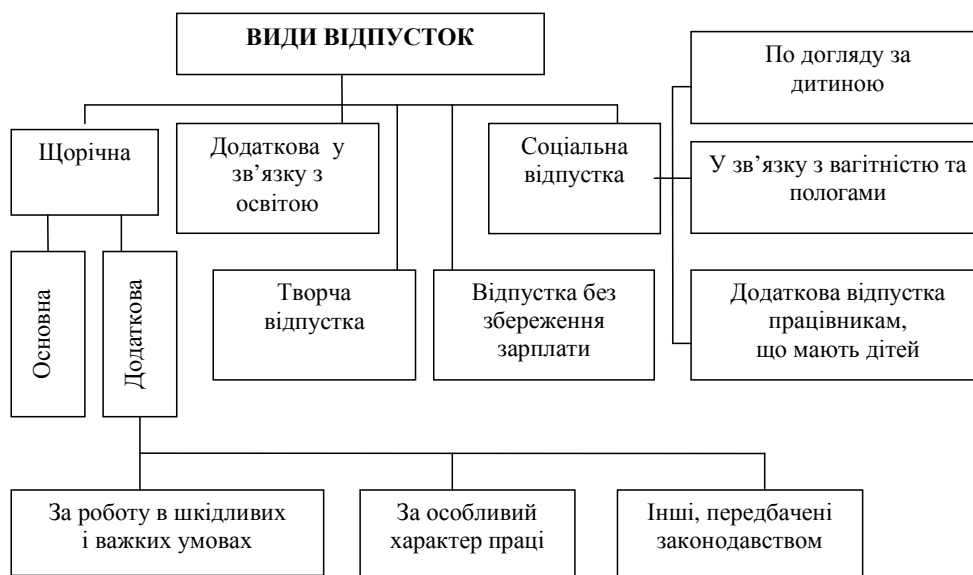 ВИДИ ВІДПУСТОК
Щорічна
Основна
Додаткова
Додаткова у
зв’язку з
освітою
Творча
відпустка
Відпустка без
збереження
зарплати
Соціальна
відпустка
По догляду за
дитиною
У зв’язку з вагітністю та
пологами
Додаткова відпустка
працівникам,
що мають дітей
За роботу в шкідливих
і важких умовах
За особливий
характер праці
Інші, передбачені
законодавством